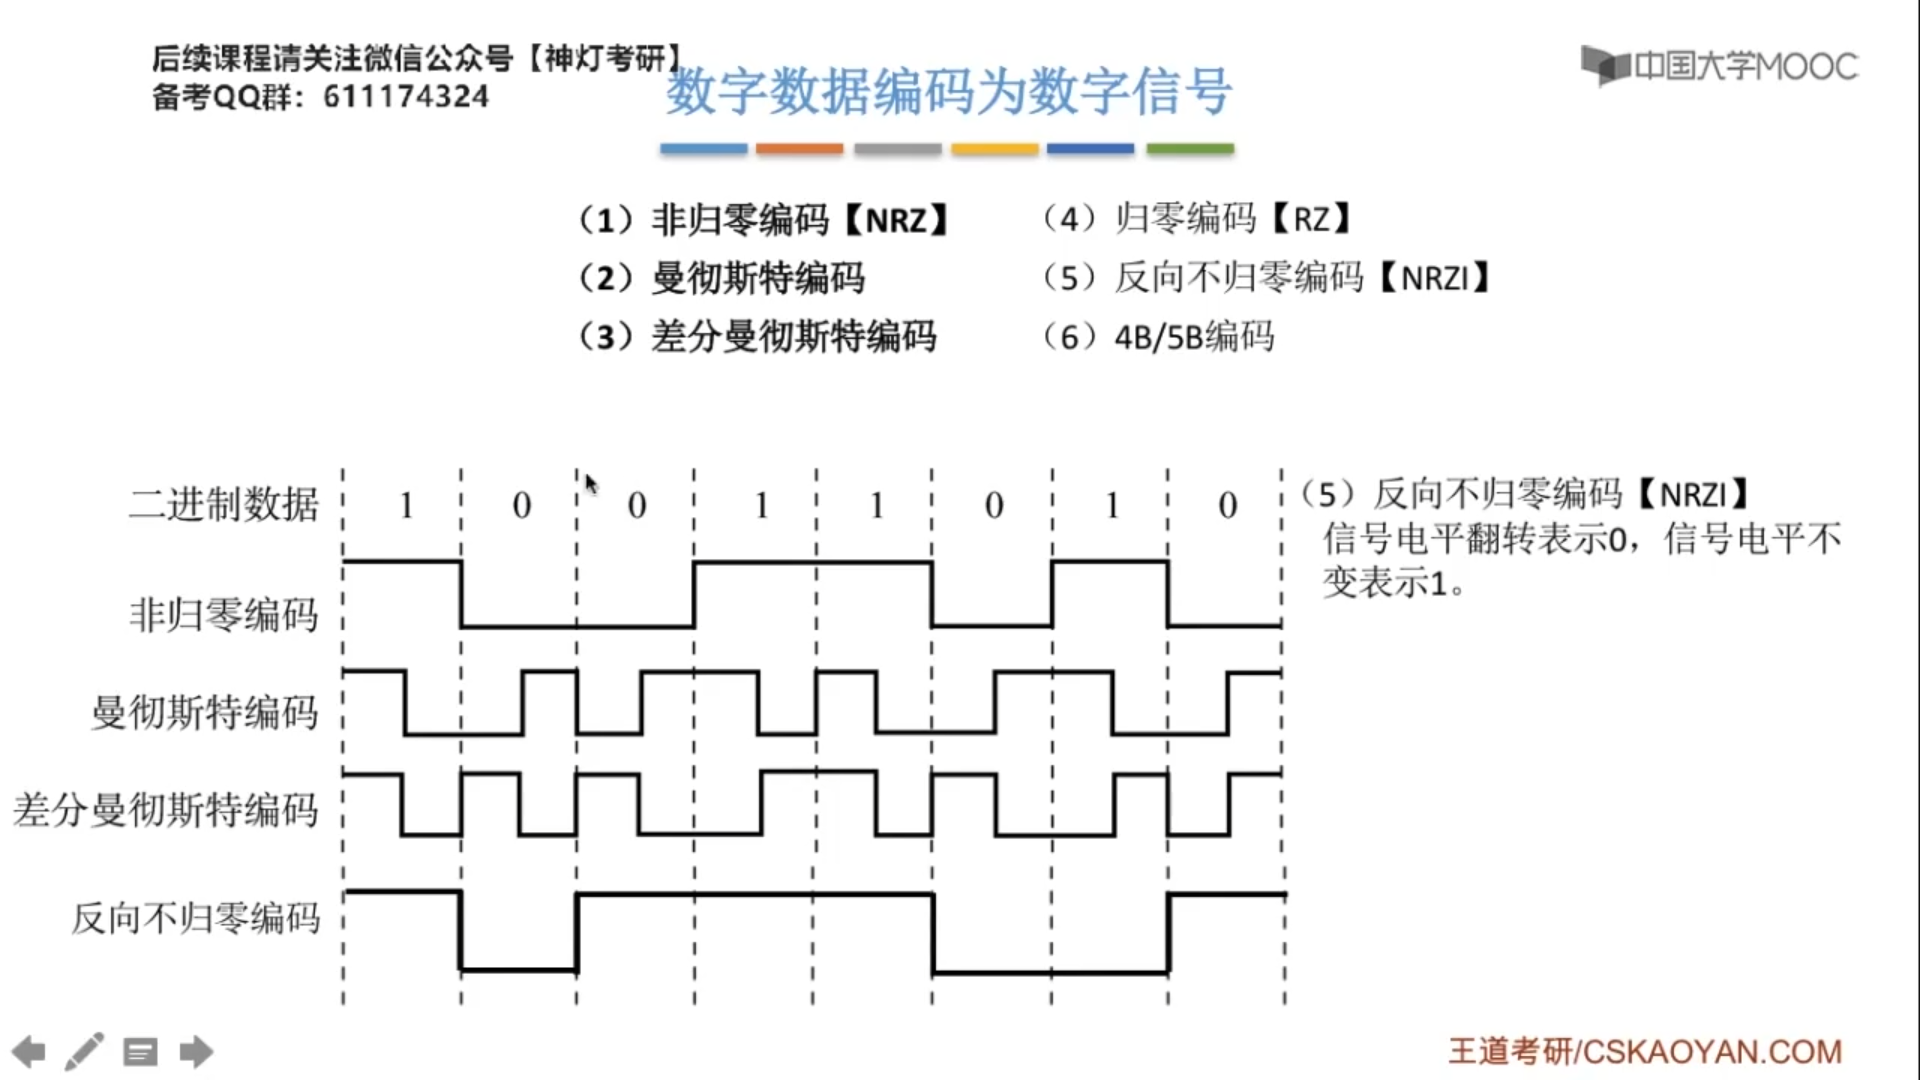 后续课程请关注微信公众号【神灯考研】
备考QQ群：611174324
中国大学MOOC
数字数据编码为数字信号
（1）非归零编码【NRZ】
（2）曼彻斯特编码
（3）差分曼彻斯特编码
（4）归零编码【RZ】
（5）反向不归零编码【NRZI】
（6）4B/5B编码
二进制数据 1 0 0 1 1 0 1 0
非归零编码
曼彻斯特编码
差分曼彻斯特编码
反向不归零编码
（5）反向不归零编码【NRZI】
信号电平翻转表示0，信号电平不
变表示1。
王道考研/CSKAOYAN.COM